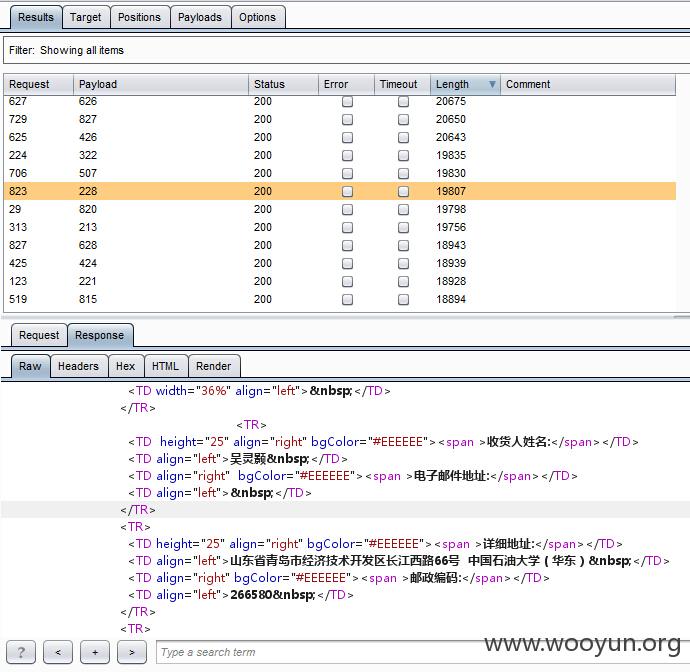 Results Target Positions Payloads Options
Filter: Showing all items
Request Payload Status Error Timeout Length Comment
627 626 200 20675
729 827 200 20650
625 426 200 20643
224 322 200 19835
706 507 200 19830
823 228 200 19807
29 820 200 19798
313 213 200 19756
827 628 200 18943
425 424 200 18939
123 221 200 18928
519 815 200 18894
Request Response
Raw Headers Hex HTML Render
<TD width="36%" align="left">&nbsp;</TD>
</TR>
<TR>
<TD height="25" align="right" bgColor="#EEEEEE"><span >收货人姓名:</span></TD>
<TD align="left">吴灵颢&nbsp;</TD>
<TD align="right" bgColor="#EEEEEE"><span >电子邮件地址:</span></TD>
<TD align="left">&nbsp;</TD>
</TR>
<TR>
<TD height="25" align="right" bgColor="#EEEEEE"><span >详细地址:</span></TD>
<TD align="left">山东省青岛市经济技术开发区长江西路66号 中国石油大学（华东）&nbsp;</TD>
<TD align="right" bgColor="#EEEEEE"><span >邮政编码:</span></TD>
<TD align="left">266580&nbsp;</TD>
</TR>
<TR>
? < + > Type a search term
www.wooyun.org